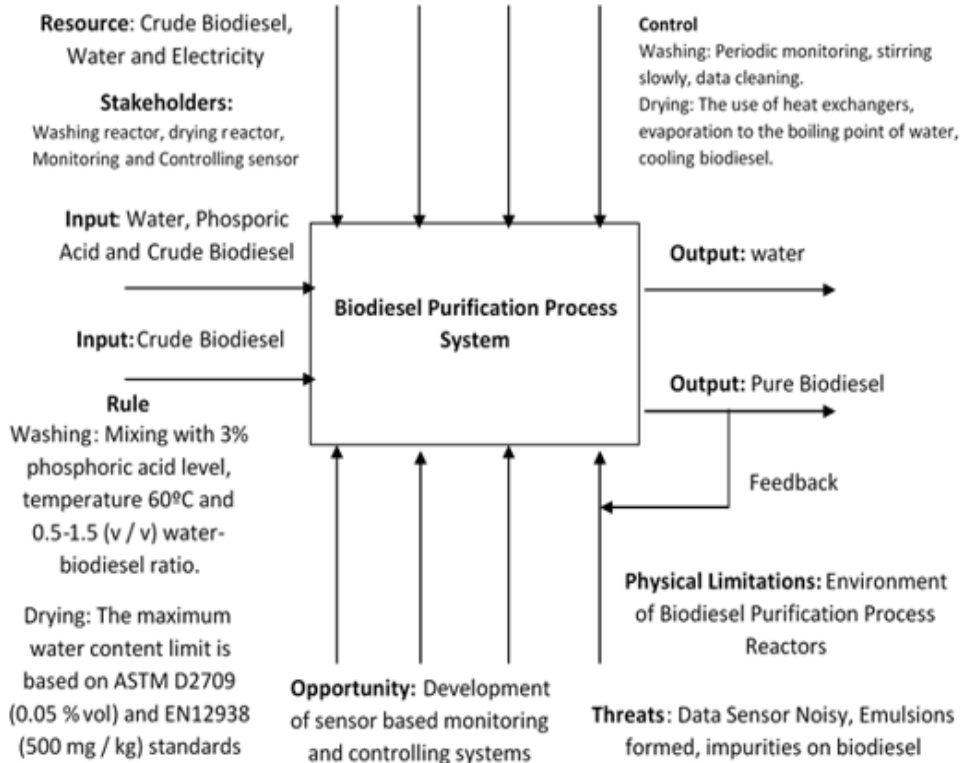 Resource: Crude Biodiesel,
Water and Electricity
Stakeholders:
Washing reactor, drying reactor,
Monitoring and Controlling sensor
Control
Washing: Periodic monitoring, stirring
slowly, data cleaning.
Drying: The use of heat exchangers,
evaporation to the boiling point of water,
cooling biodiesel.
Input: Water, Phosporic
Acid and Crude Biodiesel
Input: Crude Biodiesel
Biodiesel Purification Process
System
Output: water
Output: Pure Biodiesel
Feedback
Rule
Washing: Mixing with 3%
phosphoric acid level,
temperature 60ºC and
0.5-1.5 (v / v) water-
biodiesel ratio.
Drying: The maximum
water content limit is
based on ASTM D2709
(0.05 % vol) and EN12938
(500 mg / kg) standards
Opportunity: Development
of sensor based monitoring
and controlling systems
Physical Limitations: Environment
of Biodiesel Purification Process
Reactors
Threats: Data Sensor Noisy, Emulsions
formed, impurities on biodiesel